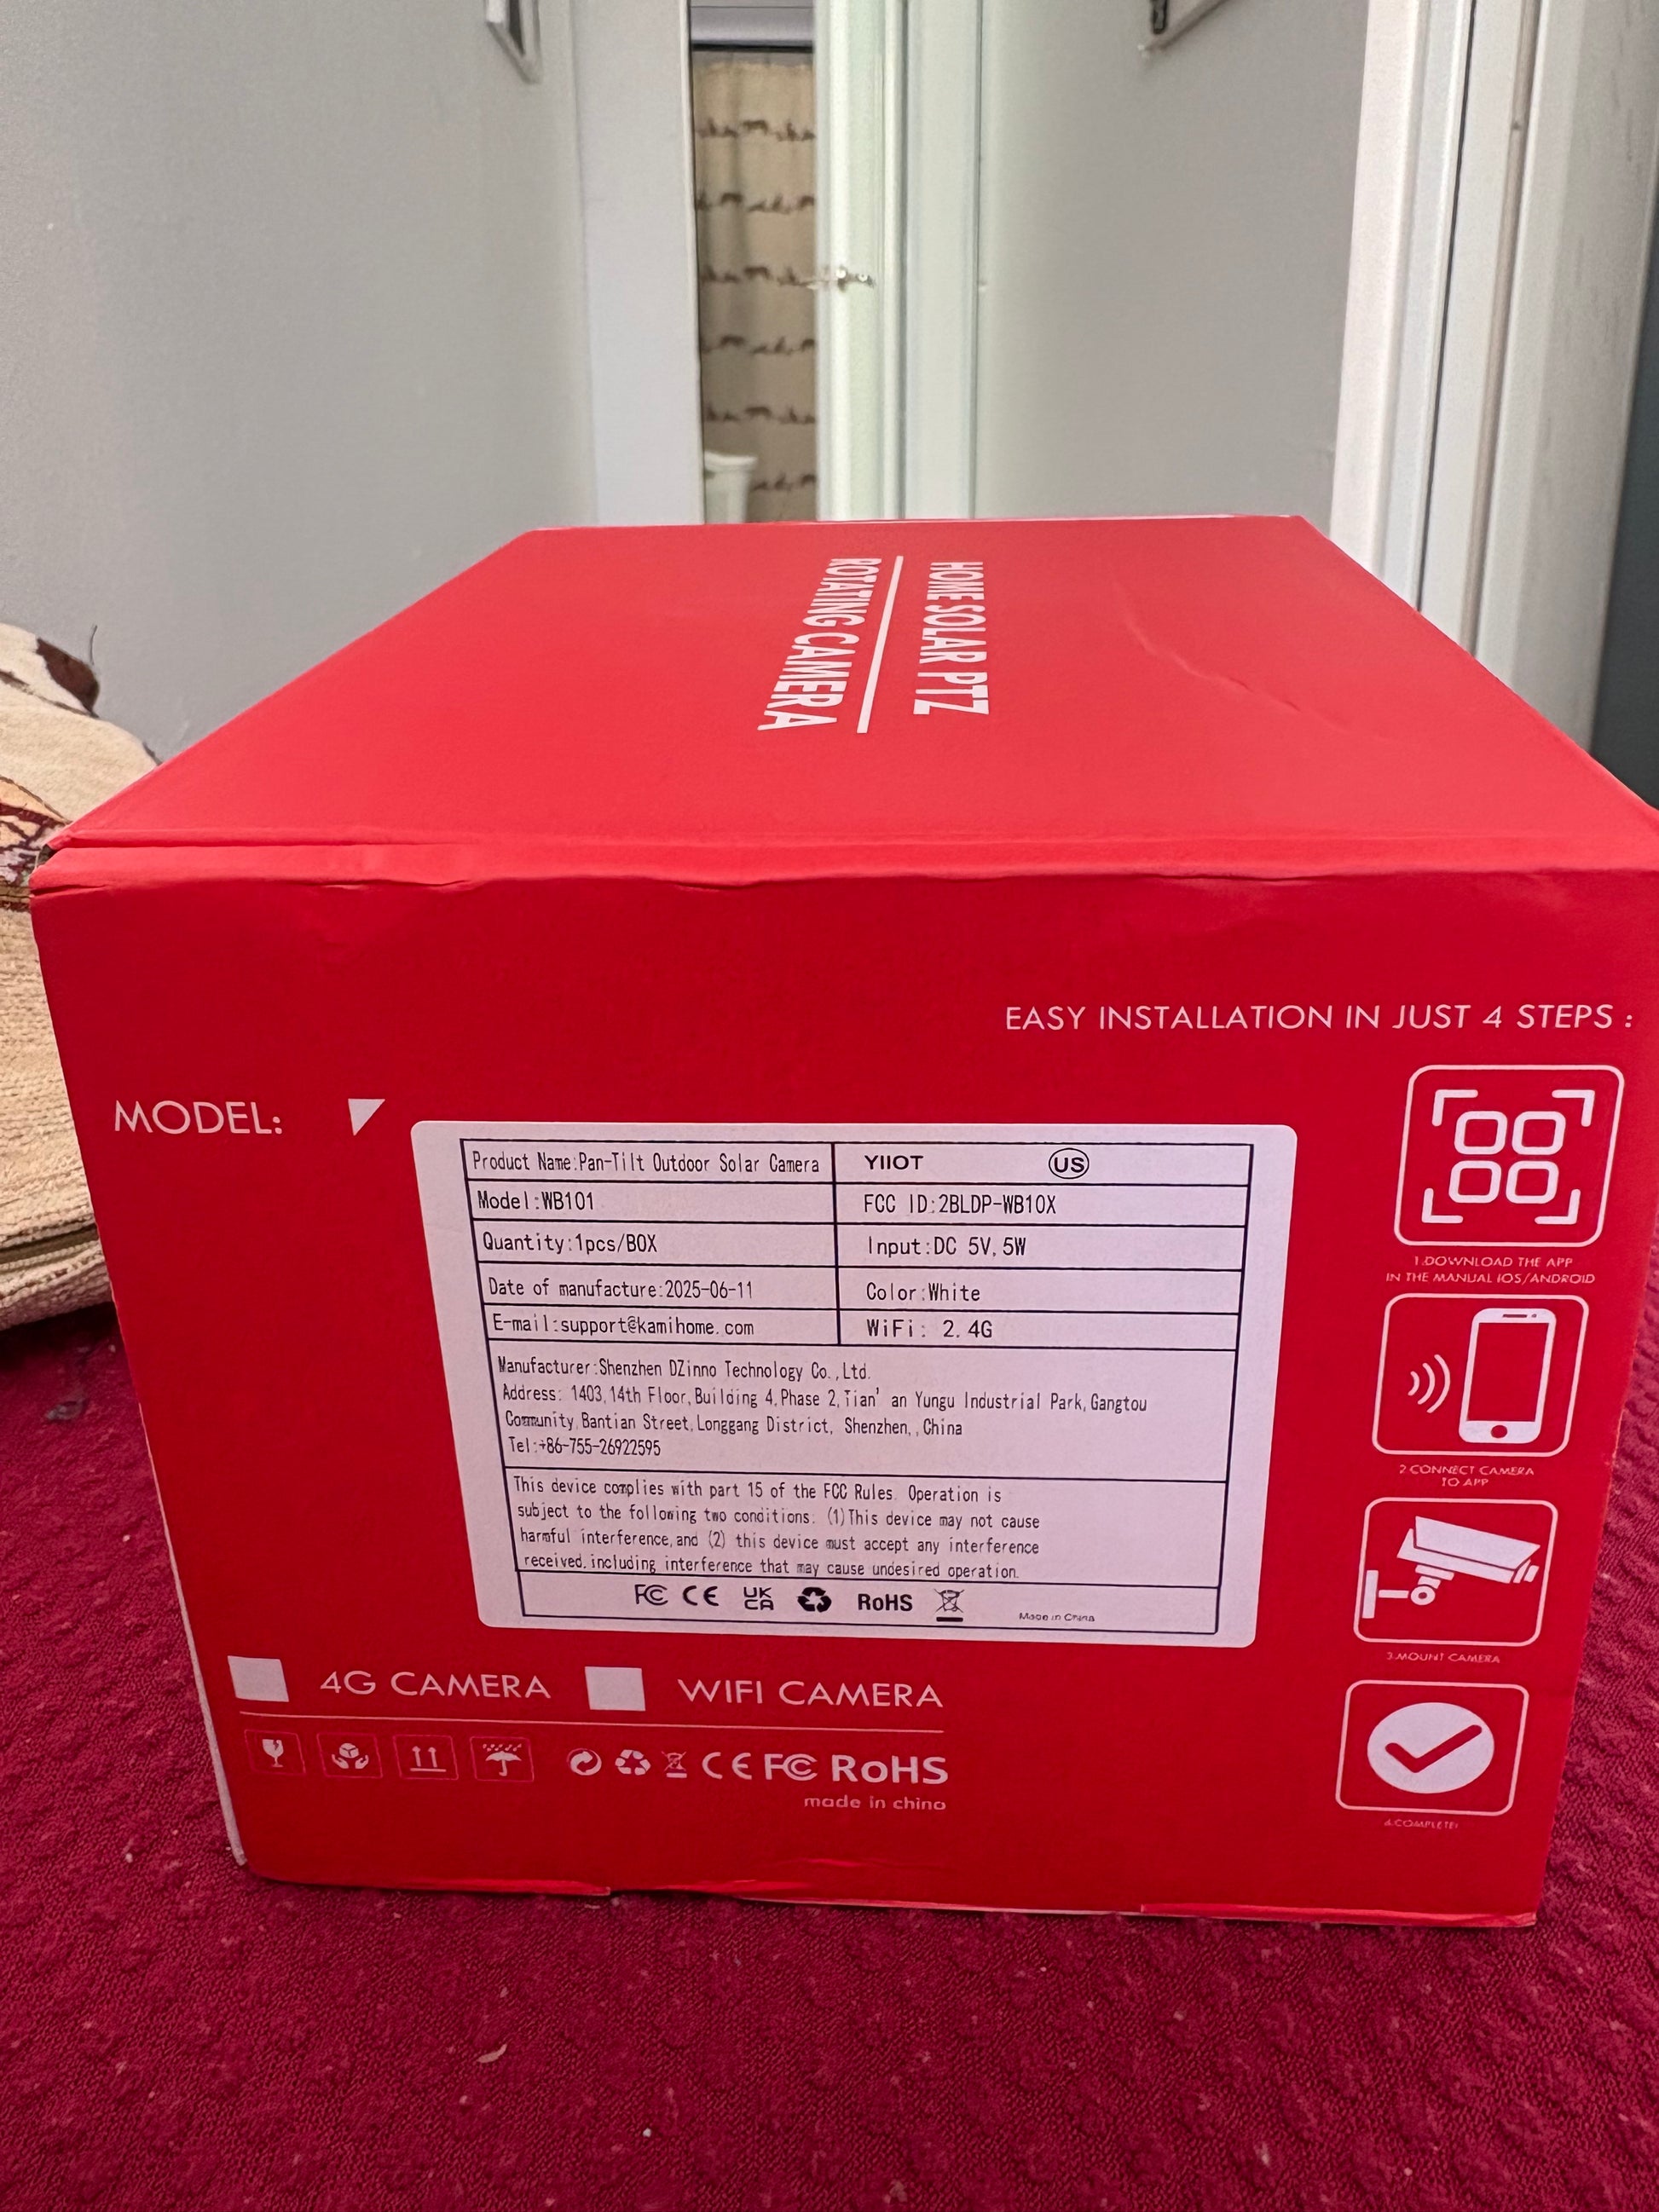 HOME SOLAR PTZ
ROTATING CAMERA
EASY INSTALLATION IN JUST 4 STEPS :
MODEL:
Product Name:Pan-Tilt Outdoor Solar Camera
YIIOT
US
Model:WB101
FCC ID:2BLDP-WB10X
Quantity:1pcs/BOX
Input:DC 5V,5W
Date of manufacture:2025-06-11
Color:White
E-mail:support@kamihome.com
WiFi: 2.4G
Manufacturer:Shenzhen DZinno Technology Co.,Ltd.
Address: 1403,14th Floor,Building 4,Phase 2,Tian' an Yungu Industrial Park,Gangtou
Community,Bantian Street,Longgang District, Shenzhen,,China
Tel:+86-755-26922595
This device complies with part 15 of the FCC Rules. Operation is
subject to the following two conditions: (1)This device may not cause
harmful interference,and (2) this device must accept any interference
received,including interference that may cause undesired operation.
FC CE UK CA RoHS
Made in China
1.DOWNLOAD THE APP
IN THE MANUAL IOS/ANDROID
2.CONNECT CAMERA
TO APP
3.MOUNT CAMERA
4.COMPLETE!
4G CAMERA
WIFI CAMERA
CE FC RoHS
made in china